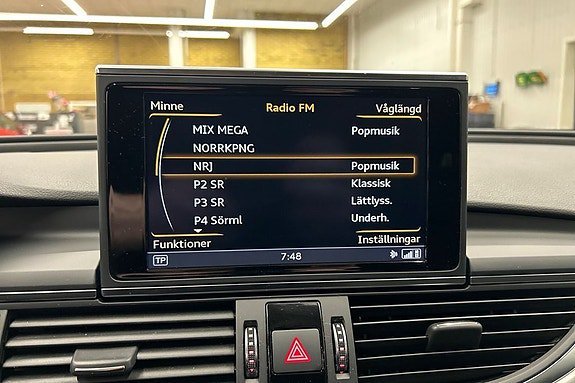 Minne Radio FM Våglängd
MIX MEGA Popmusik
NORRKPNG
NRJ Popmusik
P2 SR Klassisk
P3 SR Lättlyss.
P4 Sörml Underh.
Funktioner Inställningar
TP 7:48